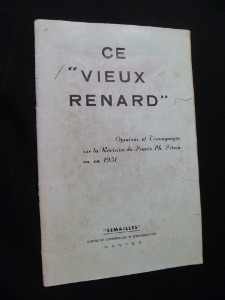 CE
"VIEUX
RENARD"
Opinions et Témoignages
sur la Révision du Procès Ph. Pétain
en 1951
"SEMAILLES"
NANTES